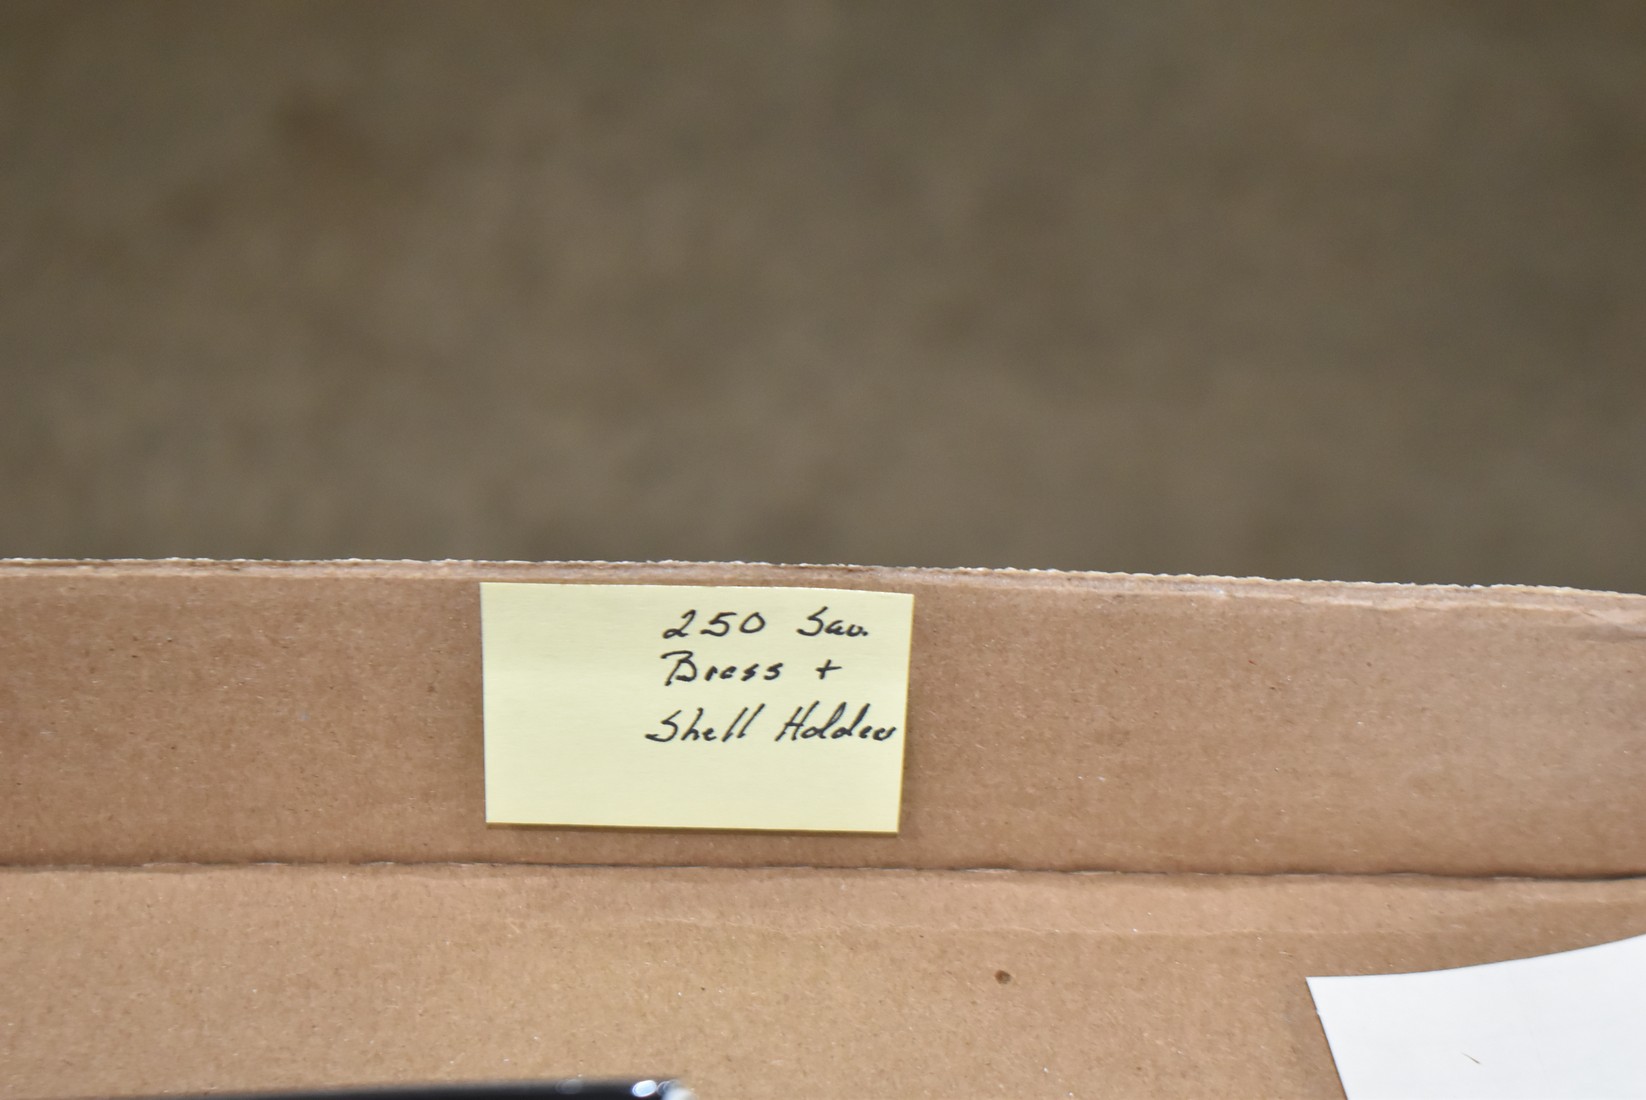 250 Sav.
Brass +
Shell Holder